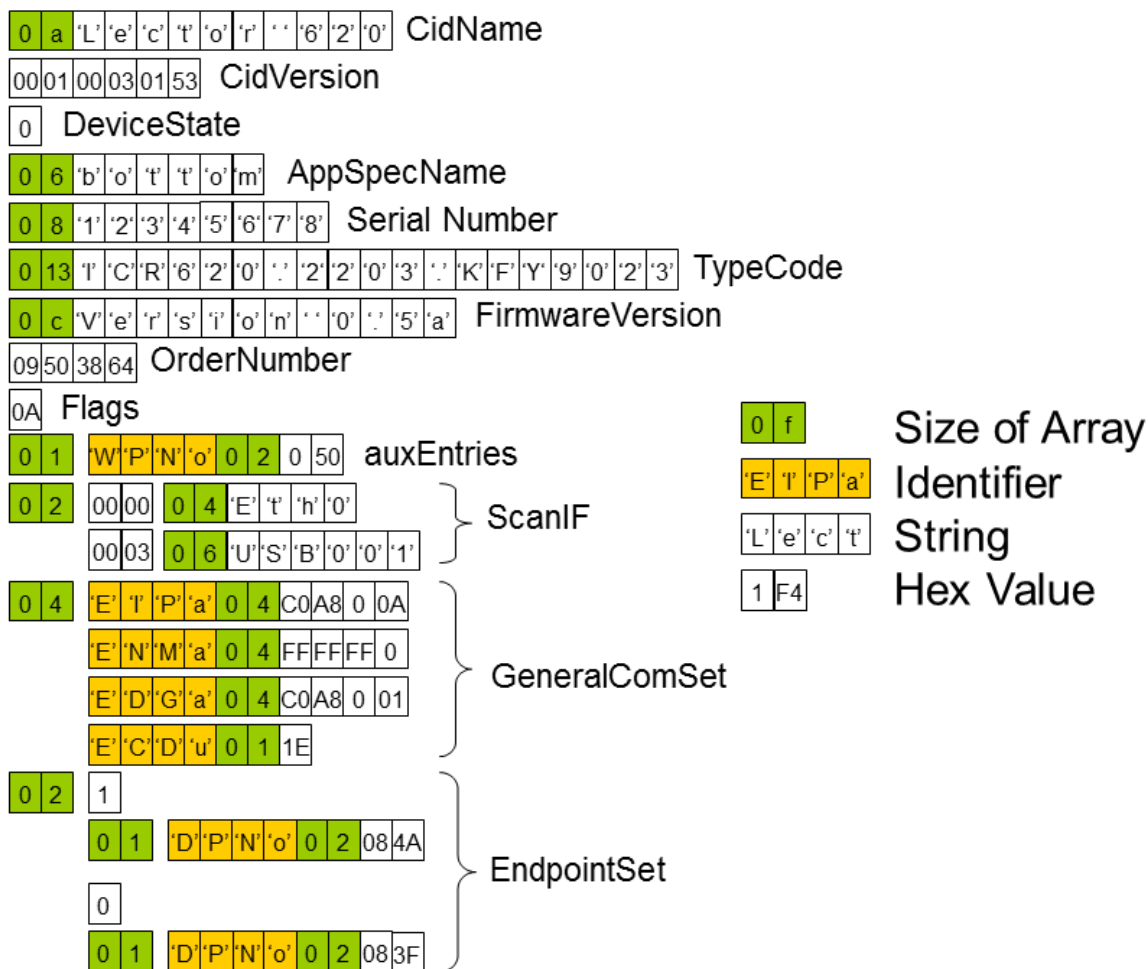 0 a 'L' 'e' 'c' 't' 'o' 'r' ' ' '6' '2' '0' CidName
00 01 00 03 01 53 CidVersion
0 DeviceState
0 6 'b' 'o' 't' 't' 'o' 'm' AppSpecName
0 8 '1' '2' '3' '4' '5' '6' '7' '8' Serial Number
0 13 'I' 'C' 'R' '6' '2' '0' '.' '2' '2' '0' '3' '.' 'K' 'F' 'Y' '9' '0' '2' '3' TypeCode
0 c 'V' 'e' 'r' 's' 'i' 'o' 'n' ' ' '0' '.' '5' 'a' FirmwareVersion
09 50 38 64 OrderNumber
0A Flags
0 1 'W' 'P' 'N' 'o' 0 2 0 50 auxEntries
0 2 00 00 0 4 'E' 't' 'h' '0'
00 03 0 6 'U' 'S' 'B' '0' '0' '1'
ScanIF
0 4 'E' 'I' 'P' 'a' 0 4 C0 A8 0 0A
'E' 'N' 'M' 'a' 0 4 FF FF FF 0
'E' 'D' 'G' 'a' 0 4 C0 A8 0 01
'E' 'C' 'D' 'u' 0 1 1E
GeneralComSet
0 2 1
0 1 'D' 'P' 'N' 'o' 0 2 08 4A
0
0 1 'D' 'P' 'N' 'o' 0 2 08 3F
EndpointSet
0 f Size of Array
'E' 'I' 'P' 'a' Identifier
'L' 'e' 'c' 't' String
1 F4 Hex Value